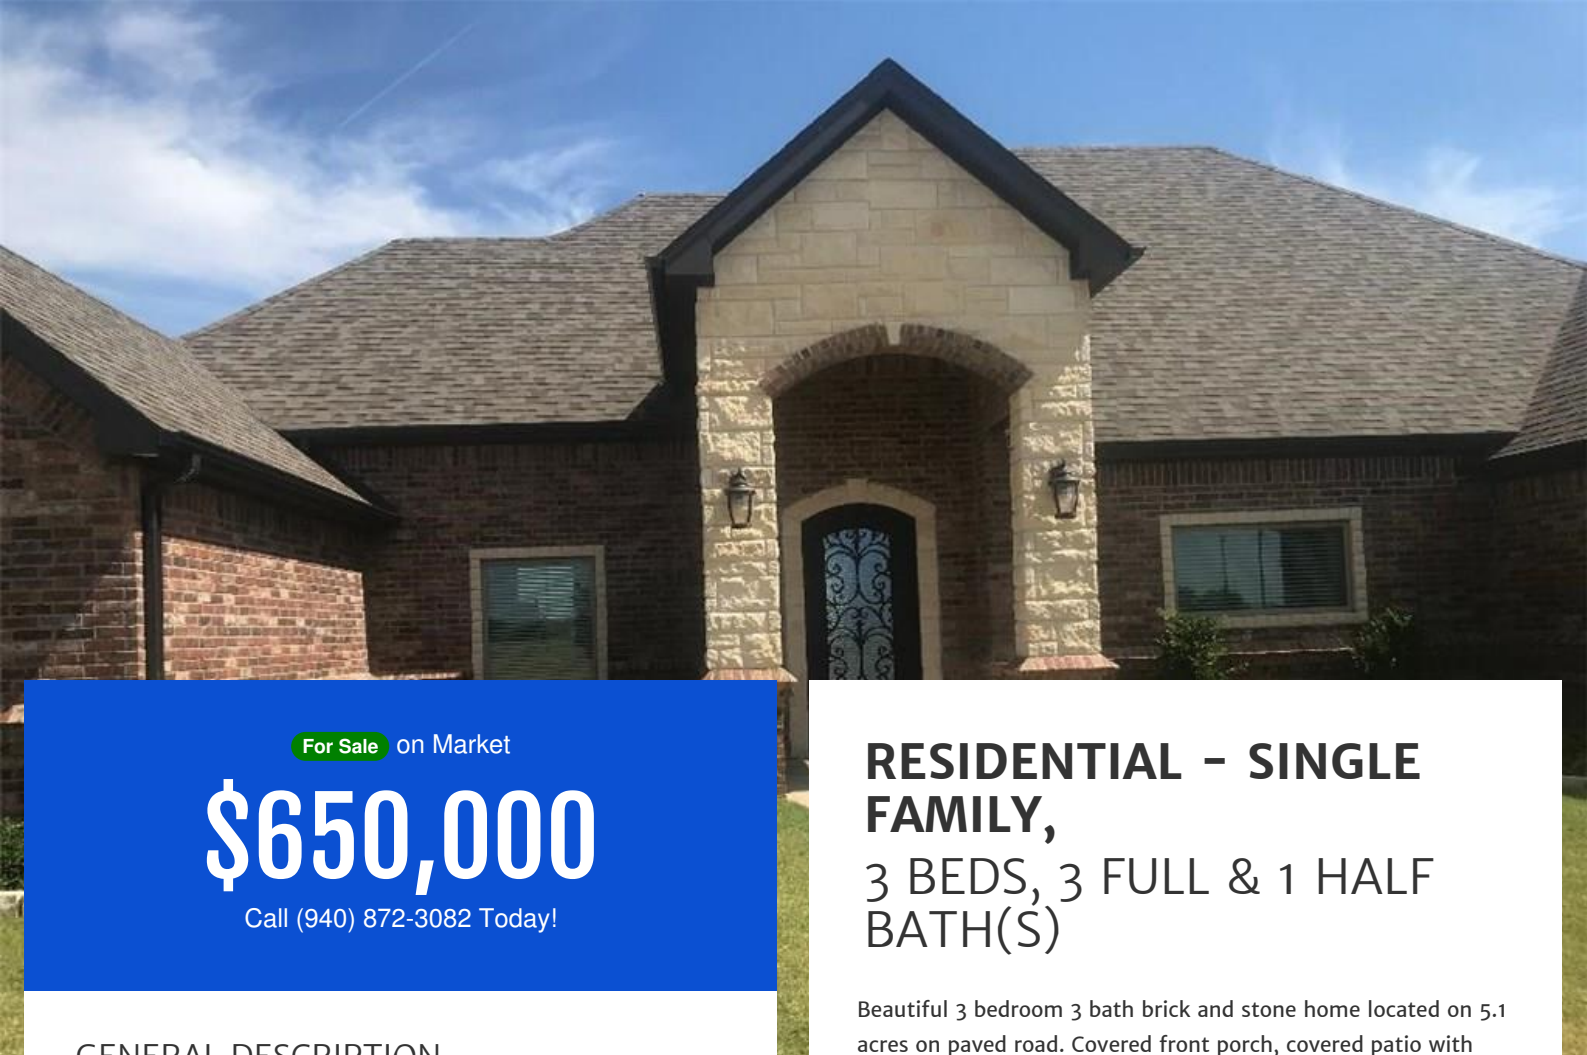 For Sale on Market
$650,000
Call (940) 872-3082 Today!
GENERAL DESCRIPTION
RESIDENTIAL - SINGLE
FAMILY,
3 BEDS, 3 FULL & 1 HALF
BATH(S)
Beautiful 3 bedroom 3 bath brick and stone home located on 5.1
acres on paved road. Covered front porch, covered patio with